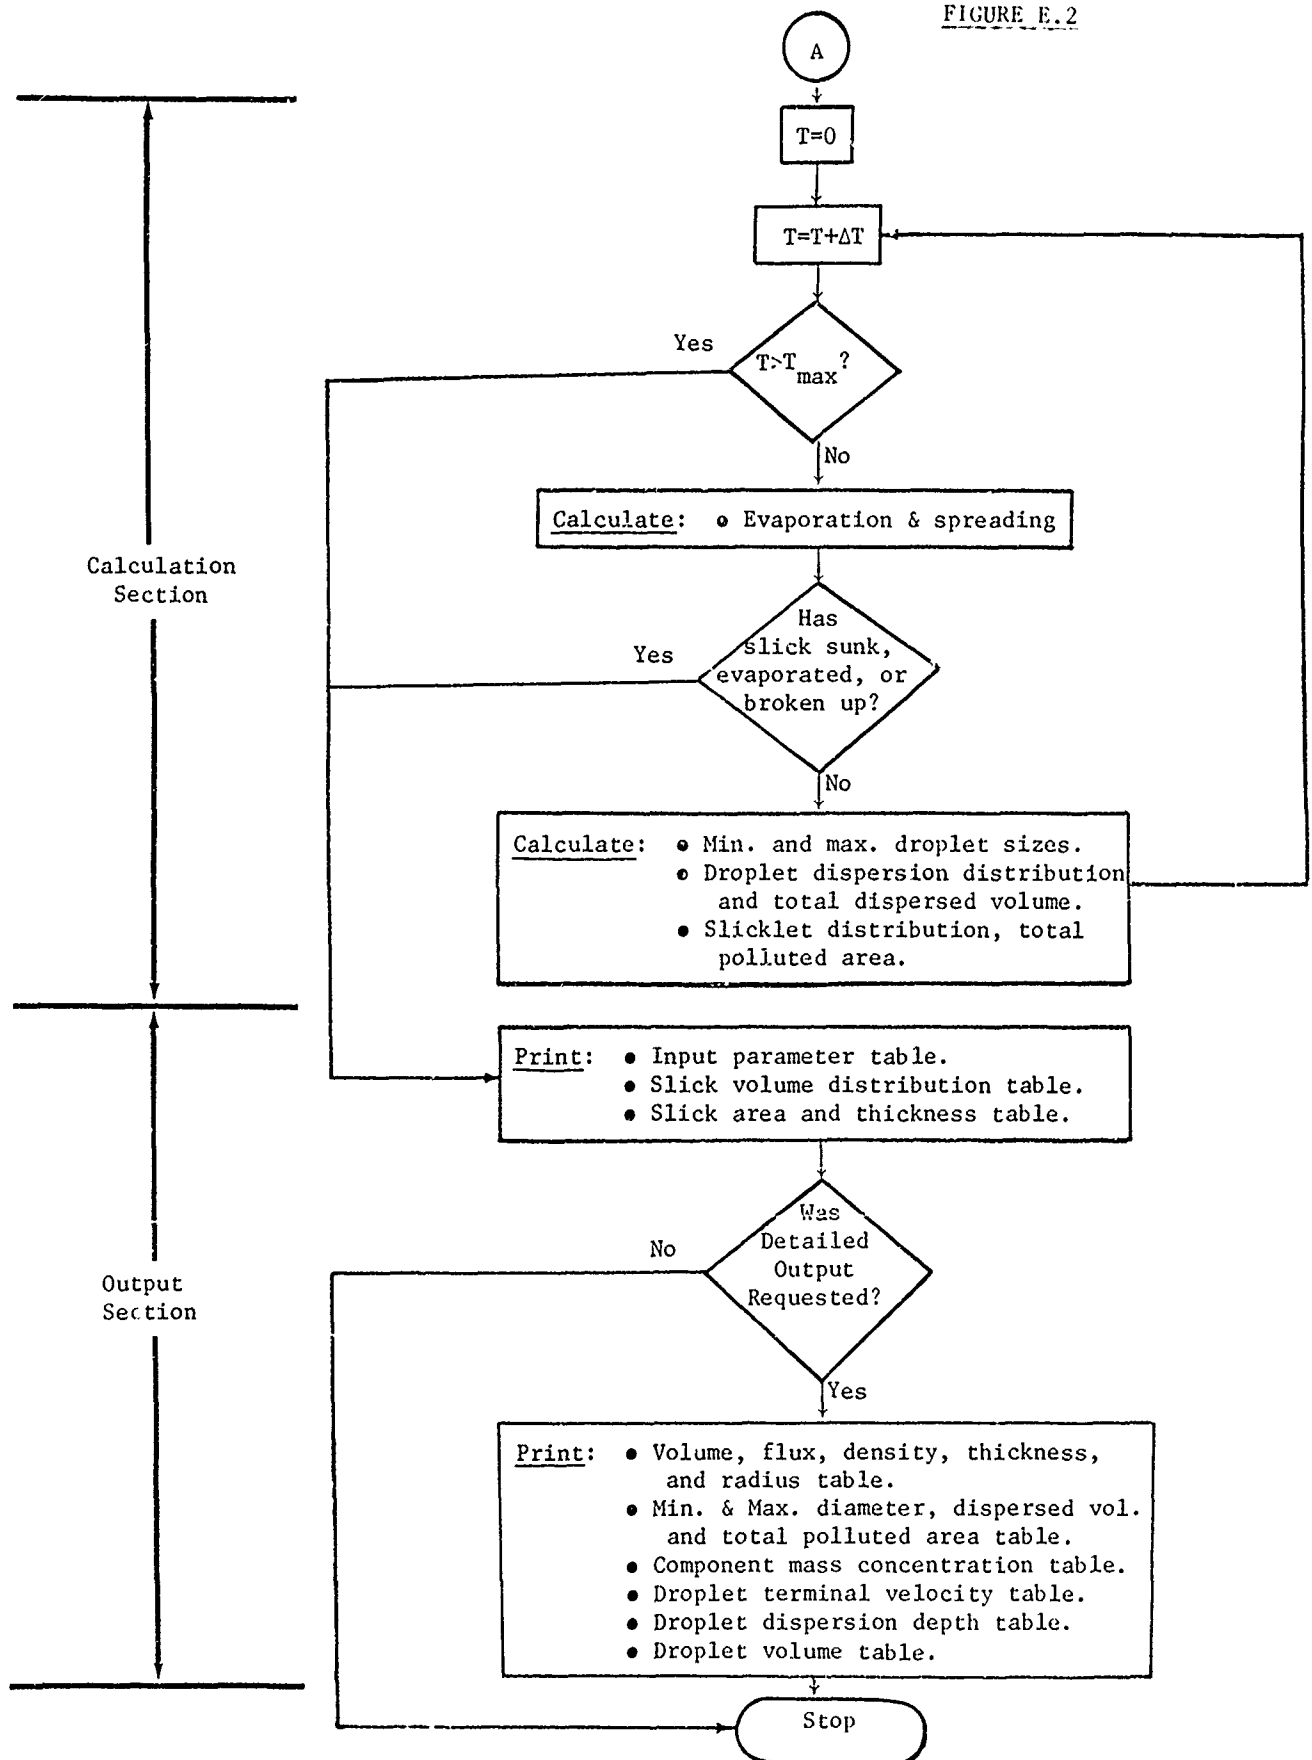 FIGURE E.2
A
T=0
T=T+ΔT
Yes
T>T max?
No
Calculate: • Evaporation & spreading
Calculation
Section
Has
slick sunk,
evaporated, or
broken up?
Yes
No
Calculate: • Min. and max. droplet sizes.
• Droplet dispersion distribution
and total dispersed volume.
• Slicklet distribution, total
polluted area.
Print: • Input parameter table.
• Slick volume distribution table.
• Slick area and thickness table.
Was
Detailed
Output
Requested?
No
Output
Section
Yes
Print: • Volume, flux, density, thickness,
and radius table.
• Min. & Max. diameter, dispersed vol.
and total polluted area table.
• Component mass concentration table.
• Droplet terminal velocity table.
• Droplet dispersion depth table.
• Droplet volume table.
Stop